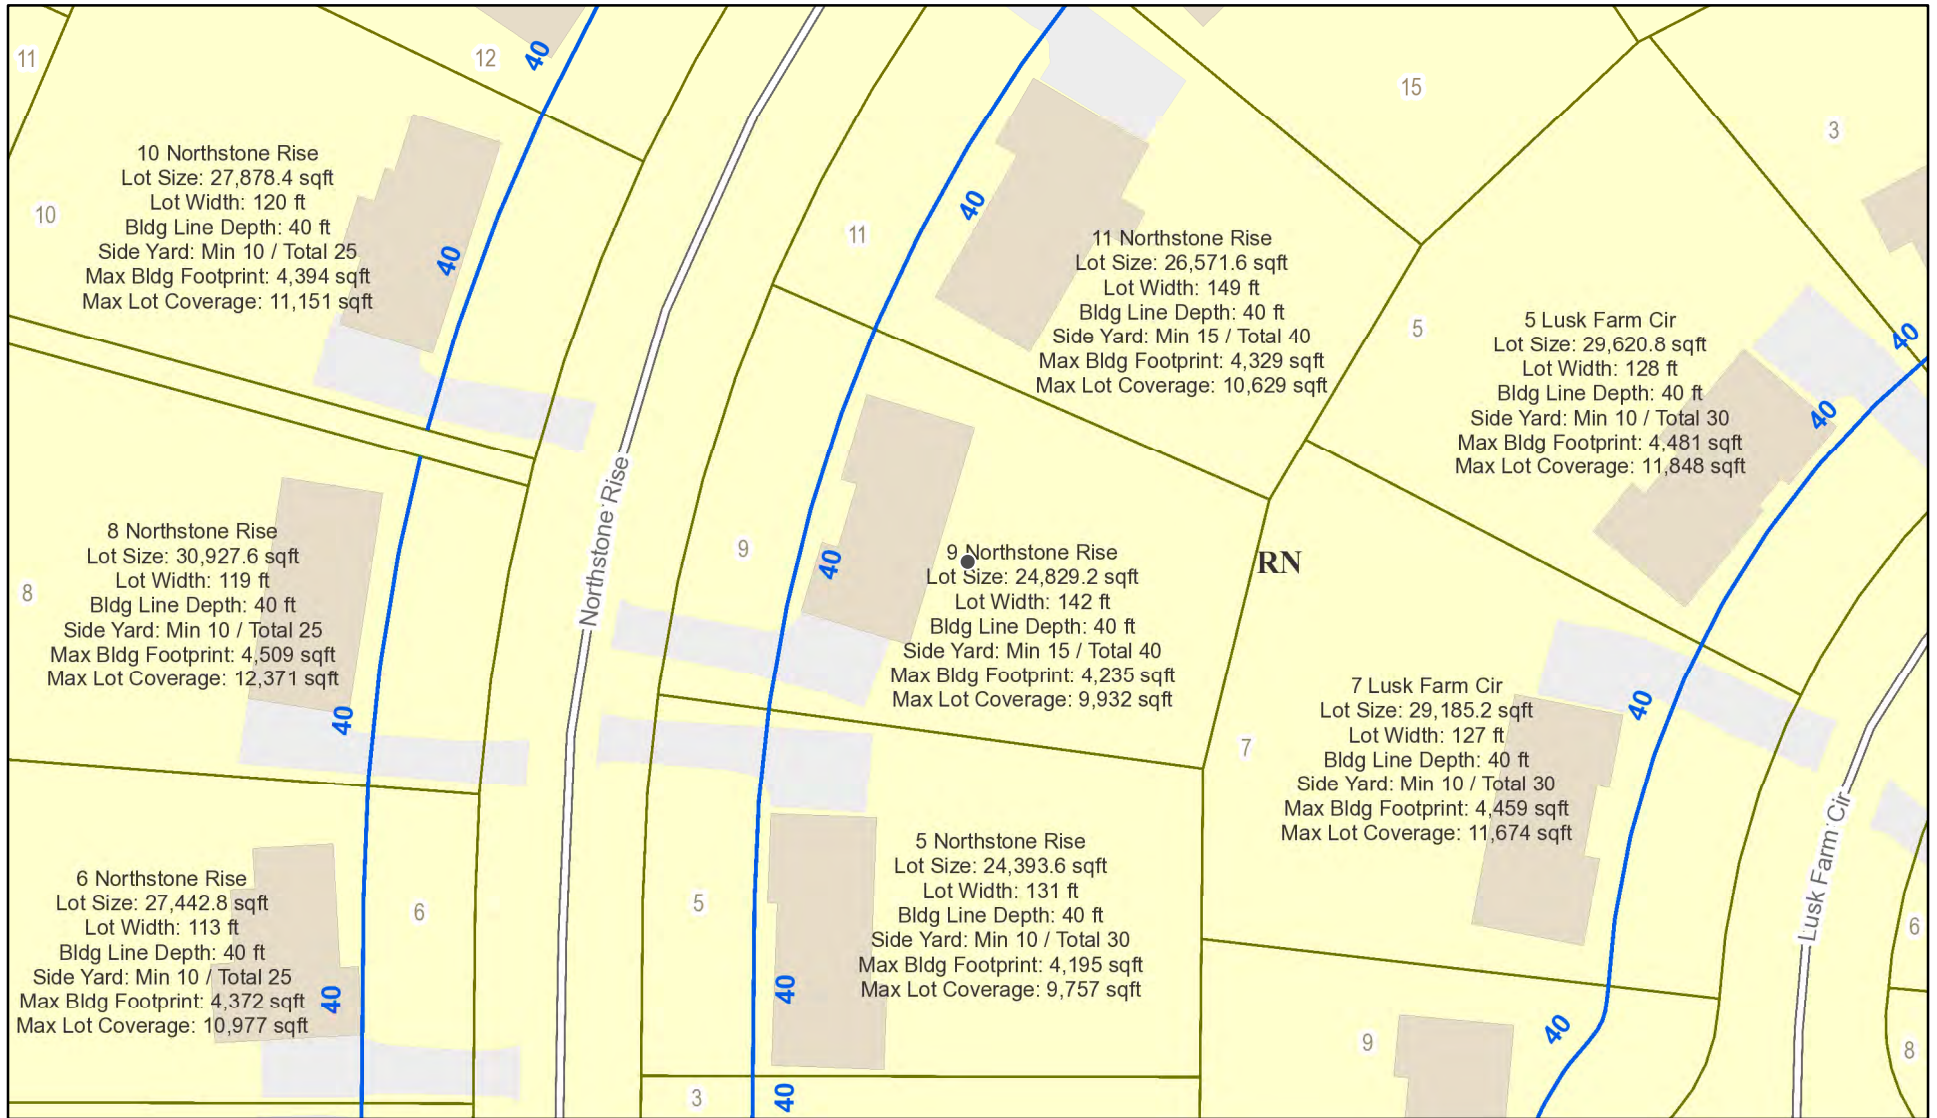 11
12
40
15
3
10 Northstone Rise
Lot Size: 27,878.4 sqft
Lot Width: 120 ft
Bldg Line Depth: 40 ft
Side Yard: Min 10 / Total 25
Max Bldg Footprint: 4,394 sqft
Max Lot Coverage: 11,151 sqft
10
40
40
11
11 Northstone Rise
Lot Size: 26,571.6 sqft
Lot Width: 149 ft
Bldg Line Depth: 40 ft
Side Yard: Min 15 / Total 40
Max Bldg Footprint: 4,329 sqft
Max Lot Coverage: 10,629 sqft
5
5 Lusk Farm Cir
Lot Size: 29,620.8 sqft
Lot Width: 128 ft
Bldg Line Depth: 40 ft
Side Yard: Min 10 / Total 30
Max Bldg Footprint: 4,481 sqft
Max Lot Coverage: 11,848 sqft
40
40
8 Northstone Rise
Lot Size: 30,927.6 sqft
Lot Width: 119 ft
Bldg Line Depth: 40 ft
Side Yard: Min 10 / Total 25
Max Bldg Footprint: 4,509 sqft
Max Lot Coverage: 12,371 sqft
8
40
Northstone Rise
9
40
9 Northstone Rise
Lot Size: 24,829.2 sqft
Lot Width: 142 ft
Bldg Line Depth: 40 ft
Side Yard: Min 15 / Total 40
Max Bldg Footprint: 4,235 sqft
Max Lot Coverage: 9,932 sqft
RN
7
7 Lusk Farm Cir
Lot Size: 29,185.2 sqft
Lot Width: 127 ft
Bldg Line Depth: 40 ft
Side Yard: Min 10 / Total 30
Max Bldg Footprint: 4,459 sqft
Max Lot Coverage: 11,674 sqft
40
6 Northstone Rise
Lot Size: 27,442.8 sqft
Lot Width: 113 ft
Bldg Line Depth: 40 ft
Side Yard: Min 10 / Total 25
Max Bldg Footprint: 4,372 sqft
Max Lot Coverage: 10,977 sqft
40
6
5
5 Northstone Rise
Lot Size: 24,393.6 sqft
Lot Width: 131 ft
Bldg Line Depth: 40 ft
Side Yard: Min 10 / Total 30
Max Bldg Footprint: 4,195 sqft
Max Lot Coverage: 9,757 sqft
40
Lusk Farm Cir
6
9
40
8
3
40